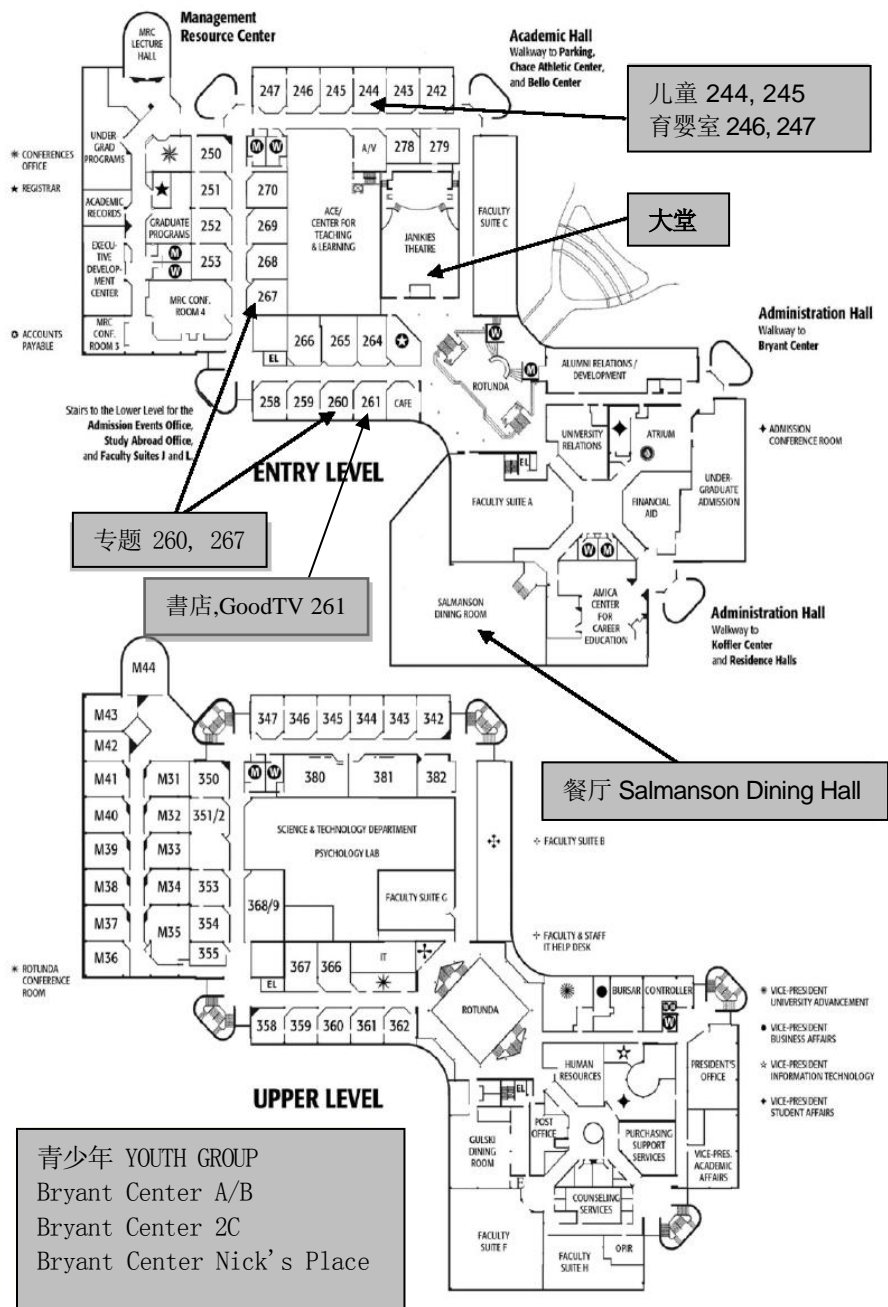 Management
Resource Center
MRC
LECTURE
HALL
Academic Hall
Walkway to Parking,
Chace Athletic Center,
and Bello Center
247 246 245 244 243 242
儿童 244, 245
育婴室 246, 247
UNDER
GRAD
PROGRAMS
✳ CONFERENCES
OFFICE
★ REGISTRAR
250
M W
A/V
278 279
251
270
ACADEMIC
RECORDS
GRADUATE
PROGRAMS
252
269
ACE/
CENTER FOR
TEACHING
& LEARNING
JANIKIES
THEATRE
FACULTY
SUITE C
大堂
EXECU-
TIVE
DEVELOP-
MENT
CENTER
M
W
253
268
MRC CONF.
ROOM 4
267
MRC
CONF.
ROOM 3
✪ ACCOUNTS
PAYABLE
266 265 264
EL
W
M
ROTUNDA
ALUMNI RELATIONS /
DEVELOPMENT
Administration Hall
Walkway to
Bryant Center
258 259 260 261 CAFE
Stairs to the Lower Level for the
Admission Events Office,
Study Abroad Office,
and Faculty Suites J and L.
ENTRY LEVEL
UNIVERSITY
RELATIONS
ATRIUM
✦ ADMISSION
CONFERENCE ROOM
EL
FACULTY SUITE A
FINANCIAL
AID
UNDER-
GRADUATE
ADMISSION
专题 260, 267
W M
書店,GoodTV 261
SALMANSON
DINING ROOM
AMICA
CENTER
FOR
CAREER
EDUCATION
Administration Hall
Walkway to
Koffler Center
and Residence Halls
M44
M43
347 346 345 344 343 342
M42
M41 M31 350
M W
380 381 382
餐厅 Salmanson Dining Hall
M40 M32 351/2
SCIENCE & TECHNOLOGY DEPARTMENT
PSYCHOLOGY LAB
M39 M33
FACULTY SUITE B
M38 M34 353
368/9
FACULTY SUITE G
M37 M35 354
M36 355
FACULTY & STAFF
IT HELP DESK
✳ ROTUNDA
CONFERENCE
ROOM
EL
367 366
IT
ROTUNDA
BURSAR CONTROLLER
W
VICE-PRESIDENT
UNIVERSITY ADVANCEMENT
● VICE-PRESIDENT
BUSINESS AFFAIRS
☆ VICE-PRESIDENT
INFORMATION TECHNOLOGY
✦ VICE-PRESIDENT
STUDENT AFFAIRS
358 359 360 361 362
UPPER LEVEL
HUMAN
RESOURCES
PRESIDENT'S
OFFICE
EL
GULSKI
DINING
ROOM
POST
OFFICE
PURCHASING
SUPPORT
SERVICES
VICE-PRES.
ACADEMIC
AFFAIRS
E
COUNSELING
SERVICES
FACULTY
SUITE F
FACULTY
SUITE H
OPIR
青少年 YOUTH GROUP
Bryant Center A/B
Bryant Center 2C
Bryant Center Nick's Place